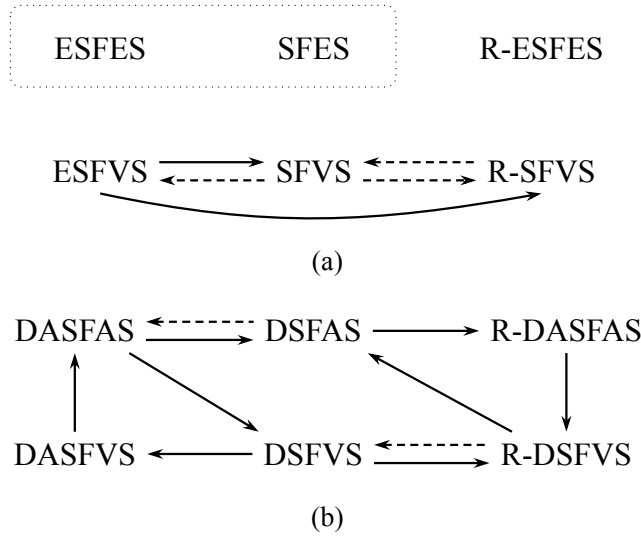 ESFES SFES R-ESFES
ESFVS SFVS R-SFVS
(a)
DASFAS DSFAS R-DASFAS
DASFVS DSFVS R-DSFVS
(b)